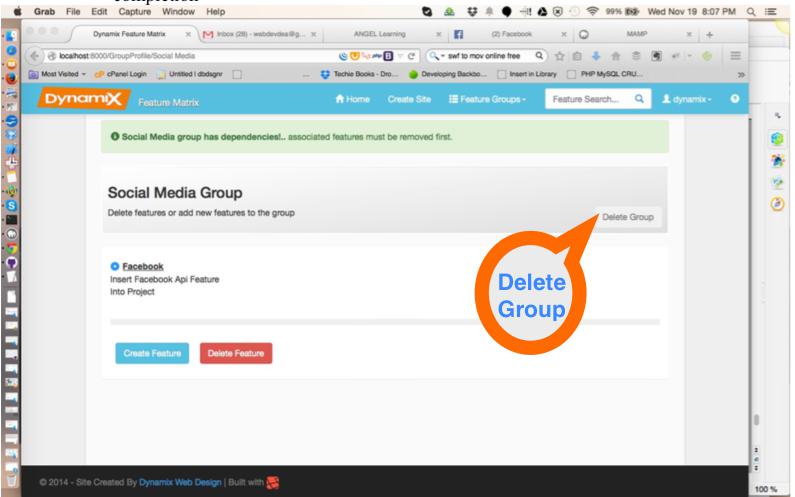 completion
Grab File Edit Capture Window Help 99% Wed Nov 19 8:07 PM
Dynamix Feature Matrix x Inbox (28) - webdevdea@g... x ANGEL Learning x (2) Facebook x MAMP x +
localhost:8000/GroupProfile/Social Media swf to mov online free
Most Visited cPanel Login Untitled | dbdsgnr ... Techie Books - Dro... Developing Backbo... Insert in Library PHP MySQL CRU... »
DynamiX Feature Matrix Home Create Site Feature Groups Feature Search... dynamix
Social Media group has dependencies!.. associated features must be removed first.
Social Media Group
Delete features or add new features to the group
Delete Group
Facebook
Insert Facebook Api Feature
Into Project
Delete
Group
Create Feature Delete Feature
© 2014 - Site Created By Dynamix Web Design | Built with
100 %